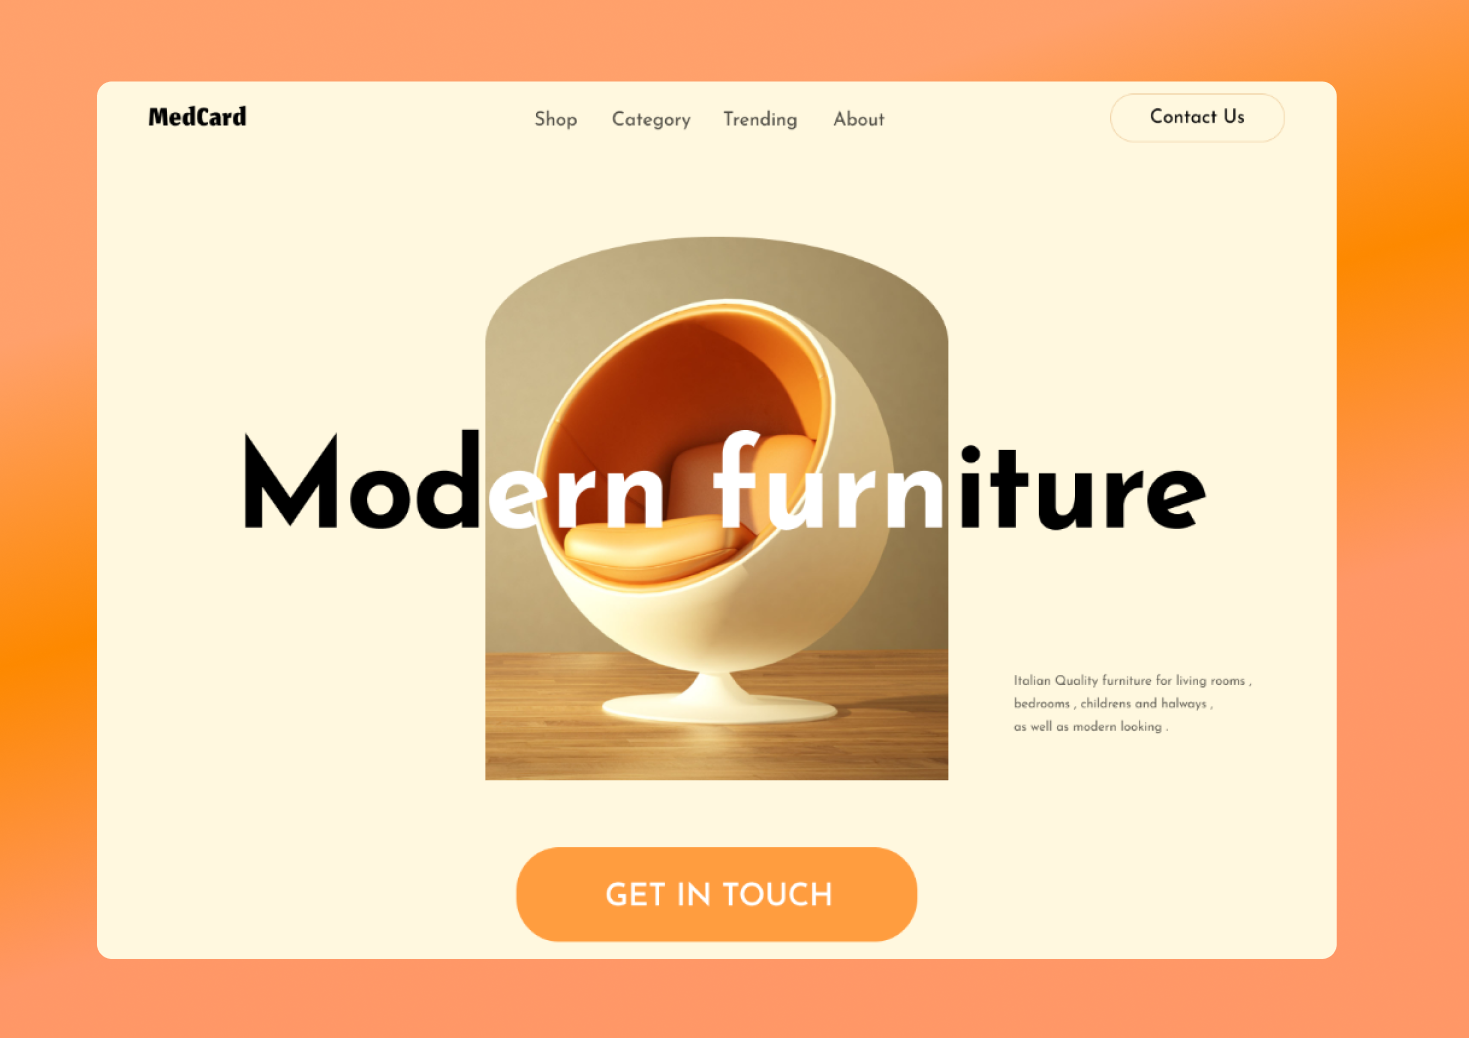 MedCard
Shop Category Trending About
Contact Us
Modern furniture
Italian Quality furniture for living rooms ,
bedrooms , childrens and halways ,
as well as modern looking .
GET IN TOUCH